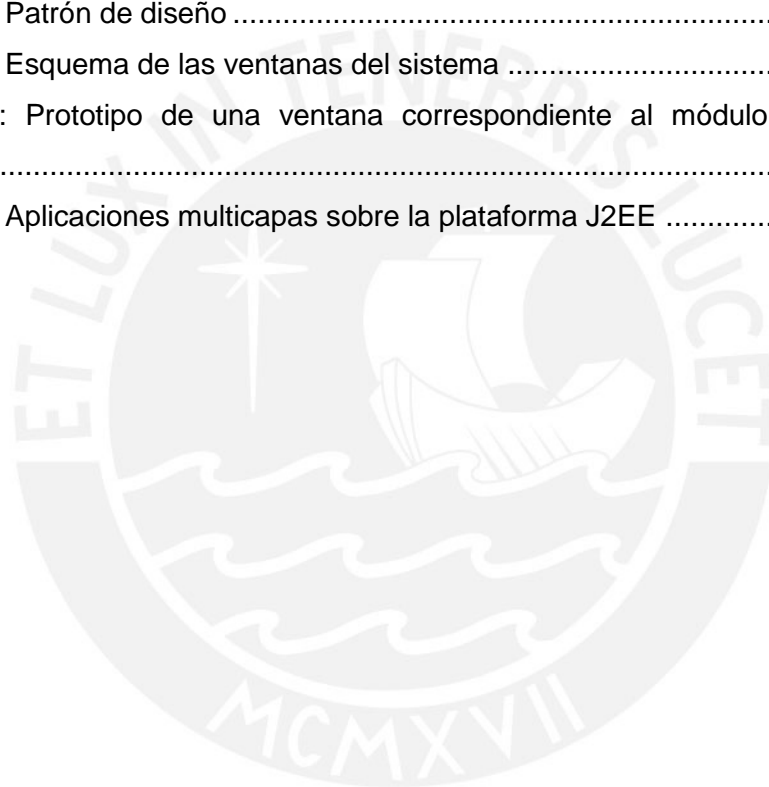 Patrón de diseño ..................................................................
Esquema de las ventanas del sistema ................................
: Prototipo de una ventana correspondiente al módulo
..............................................................................................
Aplicaciones multicapas sobre la plataforma J2EE .............
ET LUX IN TENEBRIS LUCET
MCMXVII